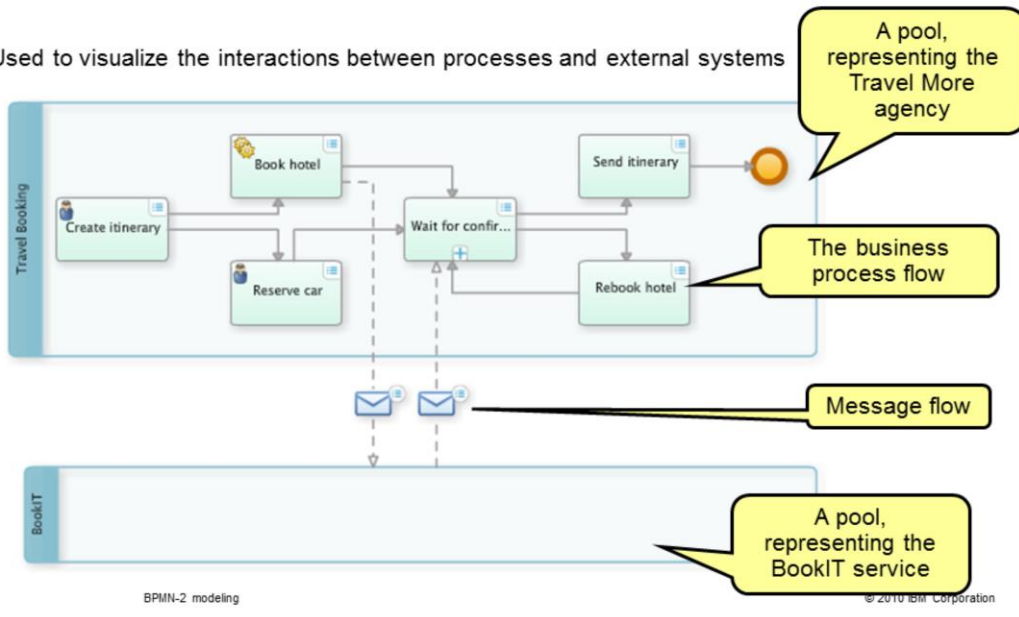 Used to visualize the interactions between processes and external systems
A pool,
representing the
Travel More
agency
Travel Booking
Create itinerary
Book hotel
Reserve car
Wait for confir...
Send itinerary
Rebook hotel
The business
process flow
Message flow
BookIT
A pool,
representing the
BookIT service
BPMN-2 modeling
© 2010 IBM Corporation